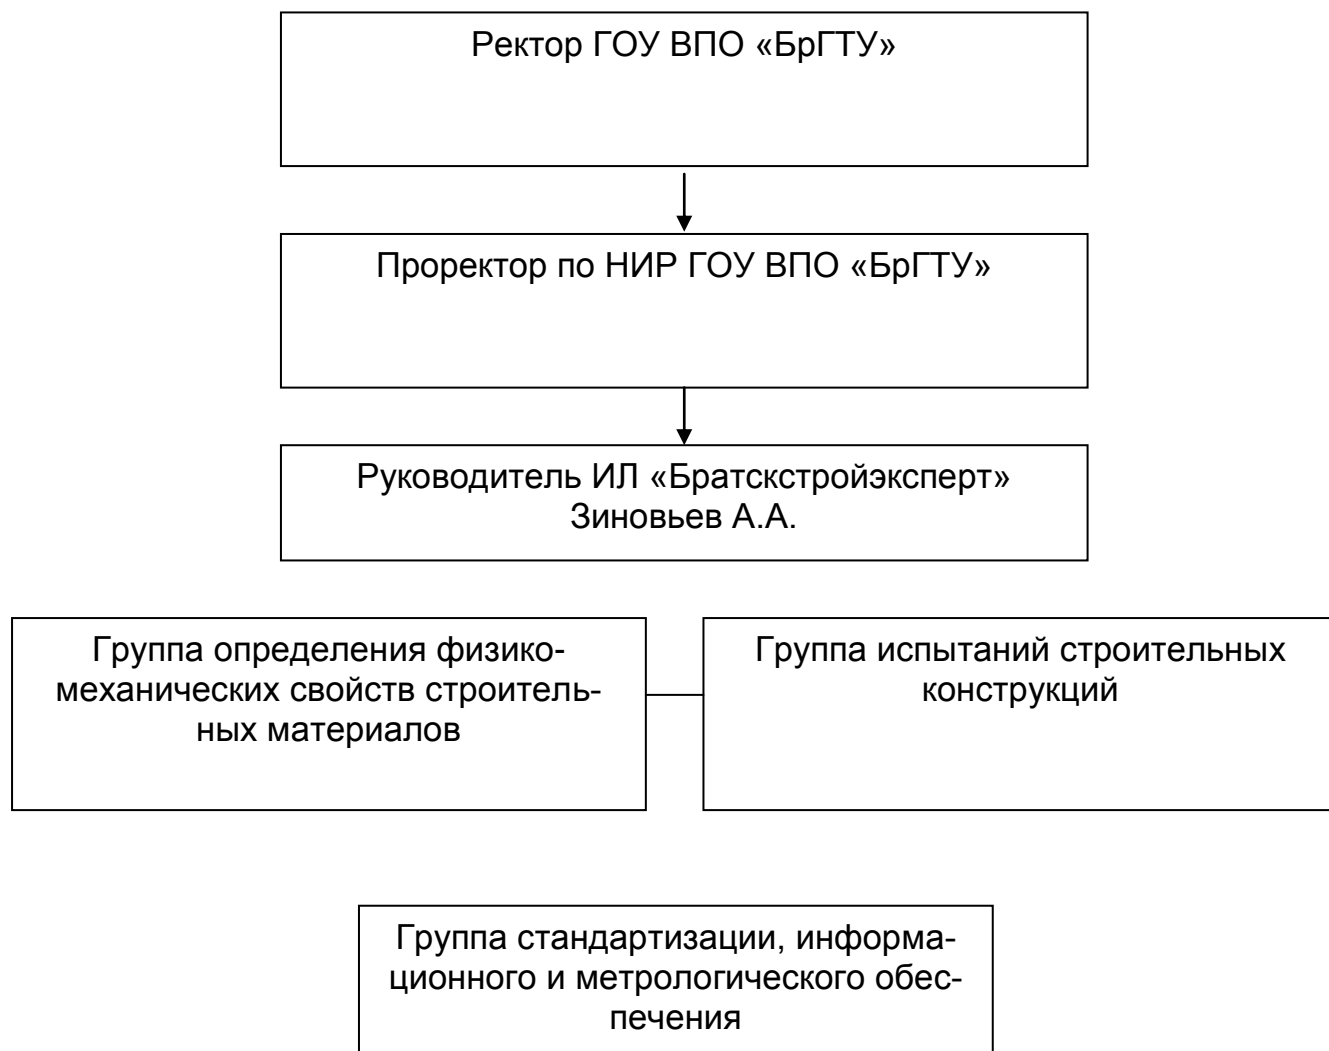 Ректор ГОУ ВПО «БрГТУ»
Проректор по НИР ГОУ ВПО «БрГТУ»
Руководитель ИЛ «Братскстройэксперт»
Зиновьев А.А.
Группа определения физико-
механических свойств строитель-
ных материалов
Группа испытаний строительных
конструкций
Группа стандартизации, информа-
ционного и метрологического обес-
печения